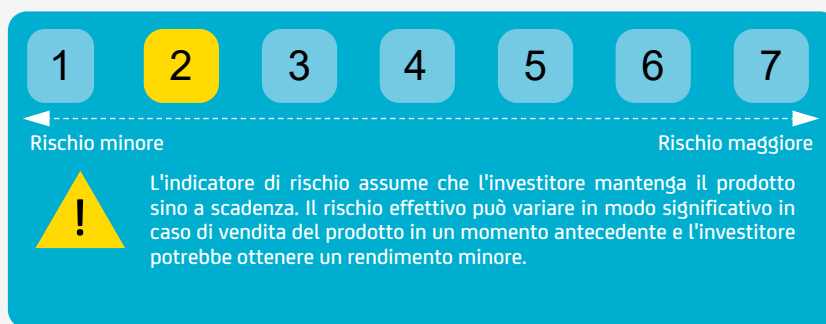 1 2 3 4 5 6 7
Rischio minore Rischio maggiore
!
L'indicatore di rischio assume che l'investitore mantenga il prodotto
sino a scadenza. Il rischio effettivo può variare in modo significativo in
caso di vendita del prodotto in un momento antecedente e l'investitore
potrebbe ottenere un rendimento minore.